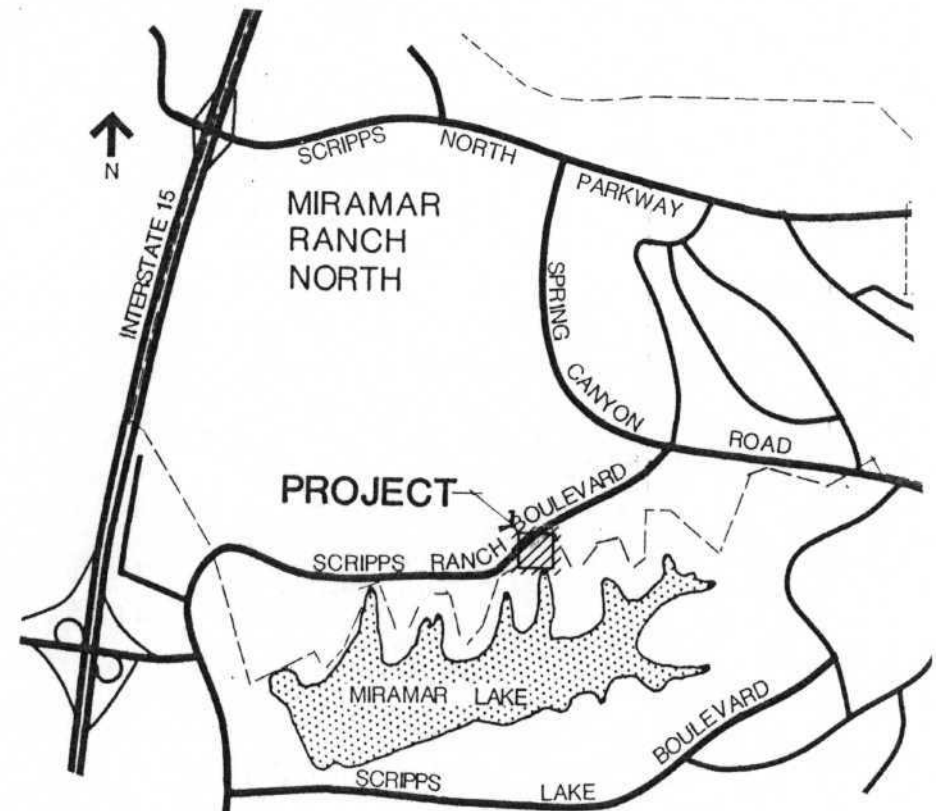 SCRIPPS NORTH PARKWAY
N
INTERSTATE 15
MIRAMAR
RANCH
NORTH
SPRING CANYON ROAD
PROJECT
SCRIPPS RANCH BOULEVARD
MIRAMAR LAKE
SCRIPPS LAKE BOULEVARD